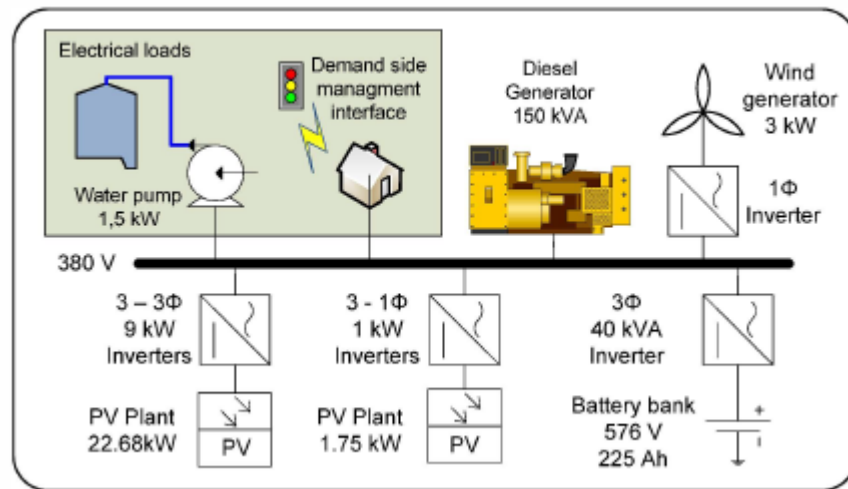 Electrical loads
Demand side
managment
interface
Water pump
1,5 kW
Diesel
Generator
150 kVA
Wind
generator
3 kW
1Φ
Inverter
380 V
3 – 3Φ
9 kW
Inverters
3 - 1Φ
1 kW
Inverters
3Φ
40 kVA
Inverter
PV Plant
22.68kW
PV
PV Plant
1.75 kW
PV
Battery bank
576 V
225 Ah
+